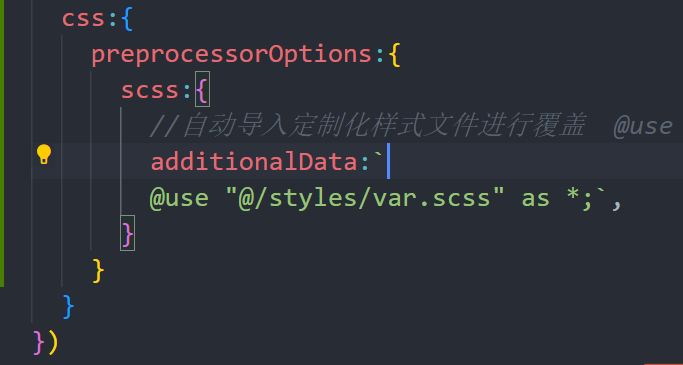 css:{
preprocessorOptions:{
scss:{
//自动导入定制化样式文件进行覆盖 @use
additionalData:`
@use "@/styles/var.scss" as *;`,
}
}
}
})